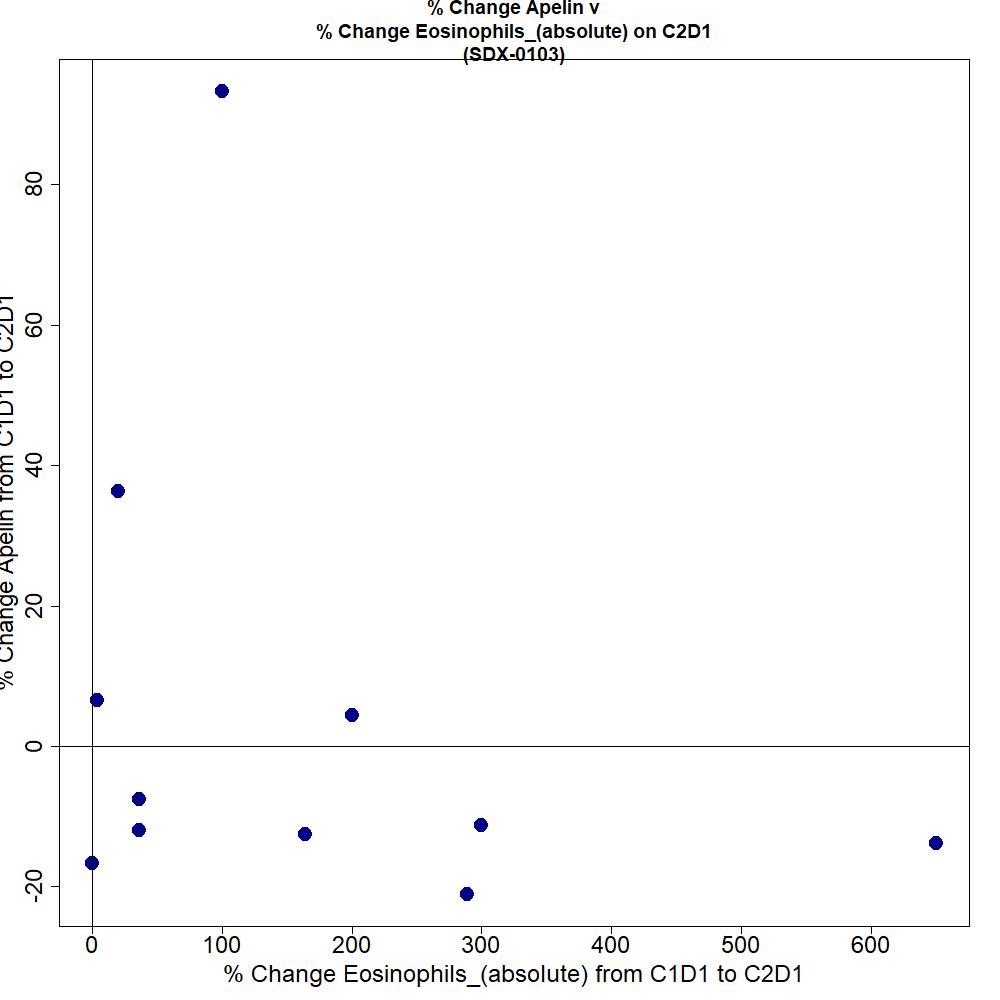 % Change Apelin v
% Change Eosinophils_(absolute) on C2D1
(SDX-0103)
% Change Apelin from C1D1 to C2D1
80
60
40
20
0
-20
0 100 200 300 400 500 600
% Change Eosinophils_(absolute) from C1D1 to C2D1